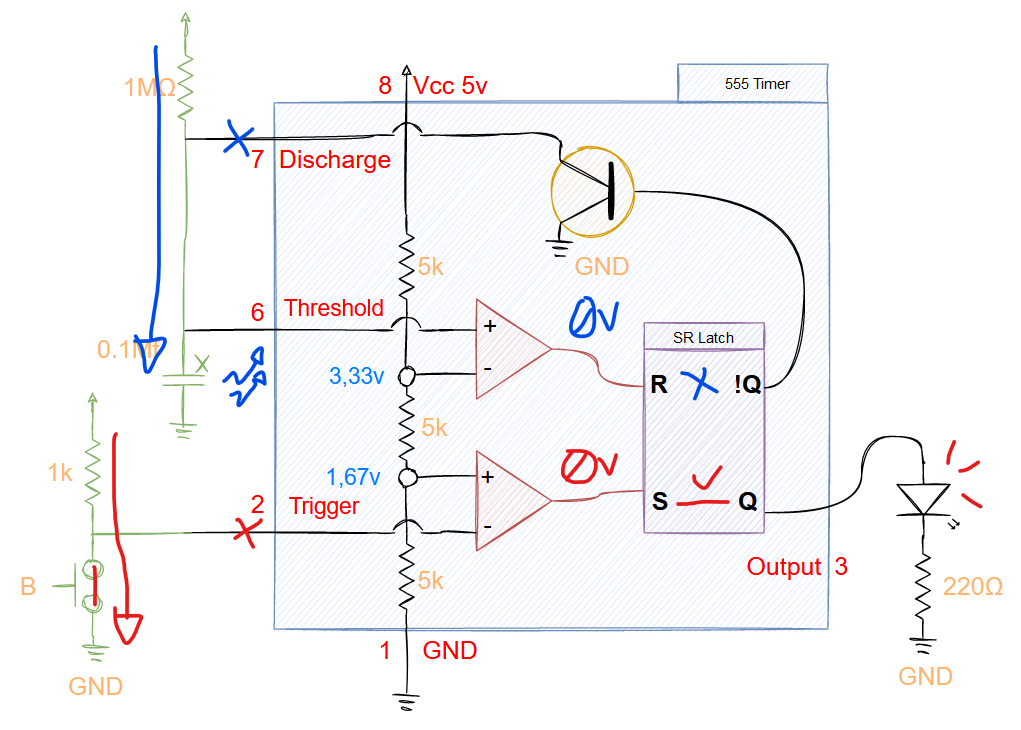 555 Timer
8 Vcc 5v
1MΩ
7 Discharge
5k
GND
6 Threshold
0V
SR Latch
0.1Mf
X
+
-
3,33v
R X !Q
5k
1k
1,67v
+
-
0V
2 Trigger
S Q
B
5k
Output 3
220Ω
1 GND
GND
GND